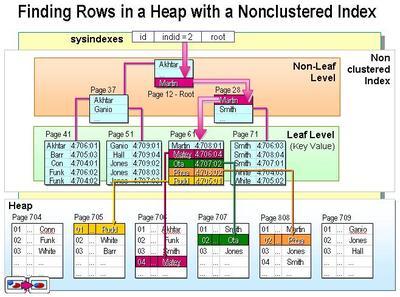 Finding Rows in a Heap with a Nonclustered Index
sysindexes
id indid = 2 root
Non clustered Index
Non-Leaf Level
Akhtar
Martin
Page 12 - Root
Page 37
Akhtar
Ganio
Page 28
Martin
Smith
Leaf Level
(Key Value)
Page 41
Akhtar 4:706:01
Barr 4:705:03
Con 4:704:01
Funk 4:706:02
Funk 4:704:02
Page 51
Ganio 4:709:01
Hall 4:709:04
Jones 4:709:02
Jones 4:708:03
Jones 4:707:03
Page 61
Martin 4:708:01
Matey 4:706:04
Ota 4:707:02
Phua 4:708:02
Rudd 4:705:01
Page 71
Smith 4:706:03
Smith 4:708:04
Smith 4:707:01
White 4:704:03
White 4:705:02
Heap
Page 704
01 ... Conn
02 ... Funk
03 ... White
Page 705
01 ... Rudd
02 ... White
03 ... Barr
Page 706
02 ... Funk
03 ... Smith
04 ... Matey
Page 707
01 ... Smith
02 ... Ota
03 ... Jones
Page 808
02 ... Phua
03 ... Jones
04 ... Smith
Page 709
01 ... Ganio
02 ... Jones
03 ... Hall